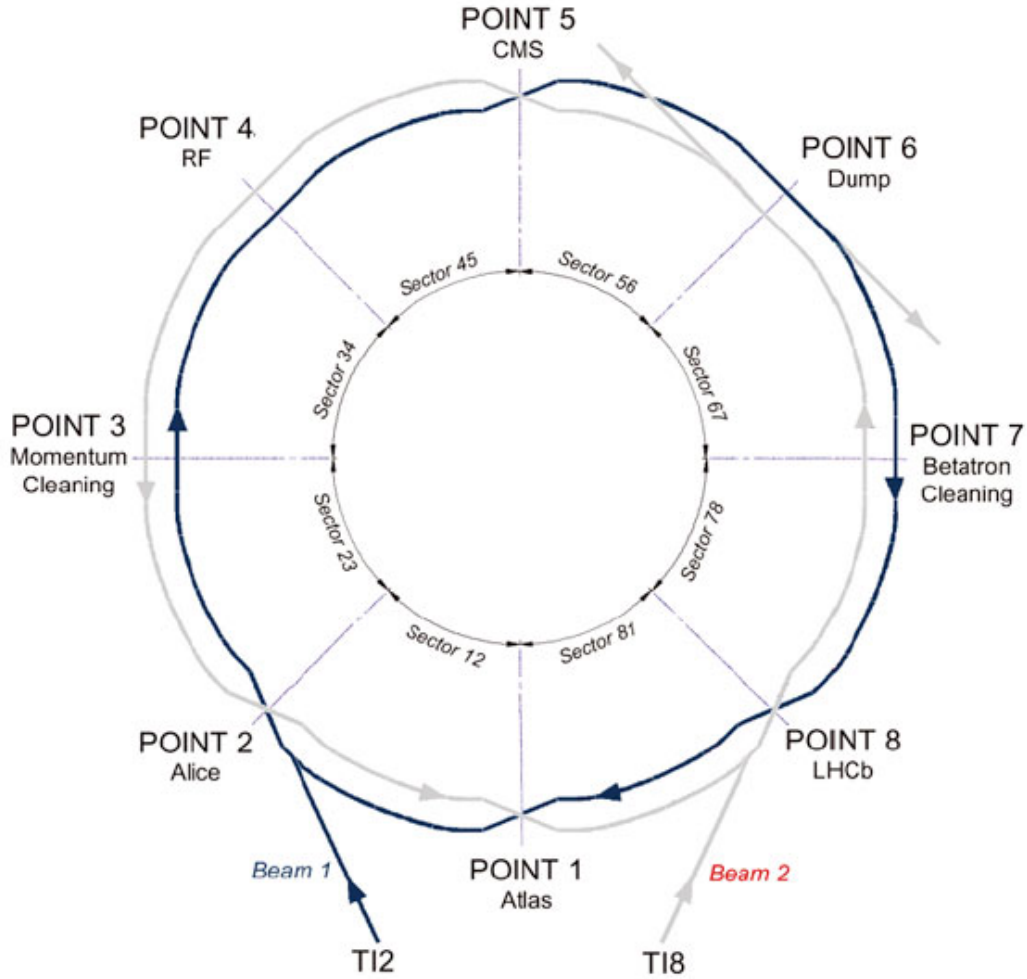 POINT 5
CMS
POINT 4.
RF
POINT 6
Dump
Sector 45
Sector 56
Sector 34
Sector 67
POINT 3
Momentum
Cleaning
POINT 7
Betatron
Cleaning
Sector 23
Sector 78
Sector 12
Sector 81
POINT 2
Alice
POINT 8
LHCb
Beam 1
POINT 1
Atlas
Beam 2
TI2
TI8